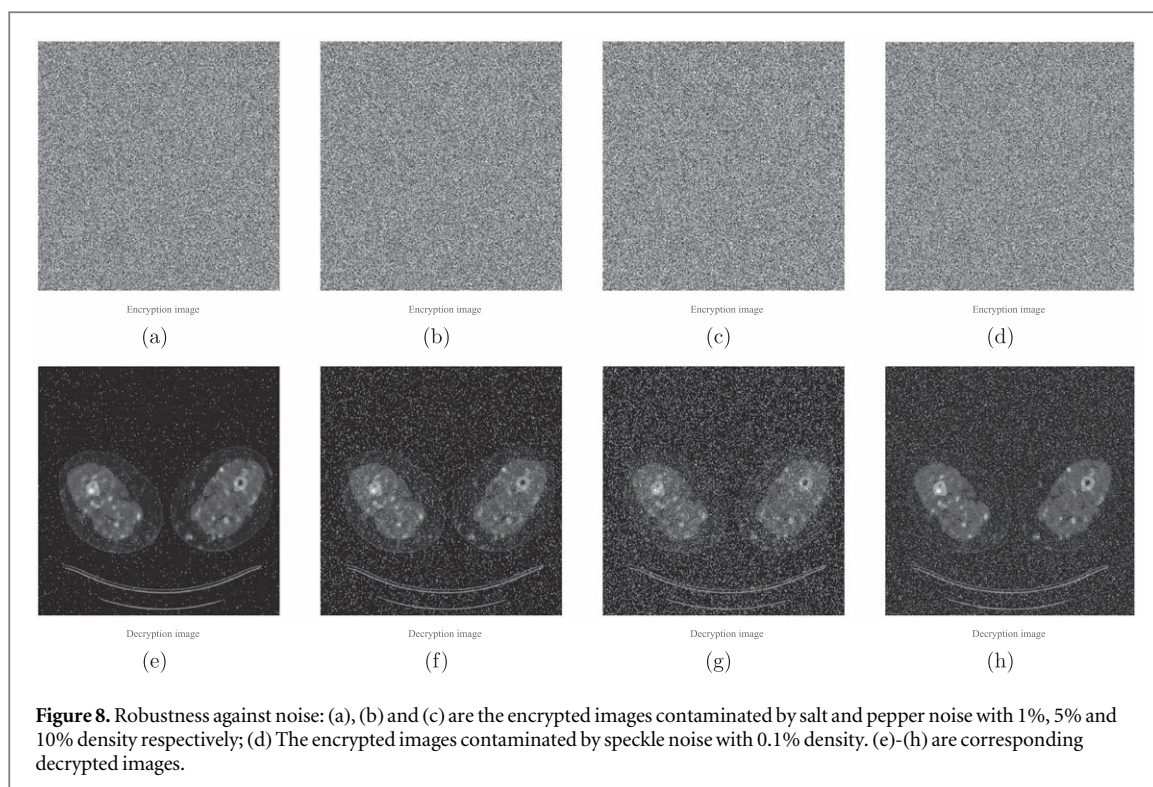 Encryption image Encryption image Encryption image Encryption image
(a) (b) (c) (d)
Decryption image Decryption image Decryption image Decryption image
(e) (f) (g) (h)
Figure 8. Robustness against noise: (a), (b) and (c) are the encrypted images contaminated by salt and pepper noise with 1%, 5% and
10% density respectively; (d) The encrypted images contaminated by speckle noise with 0.1% density. (e)-(h) are corresponding
decrypted images.